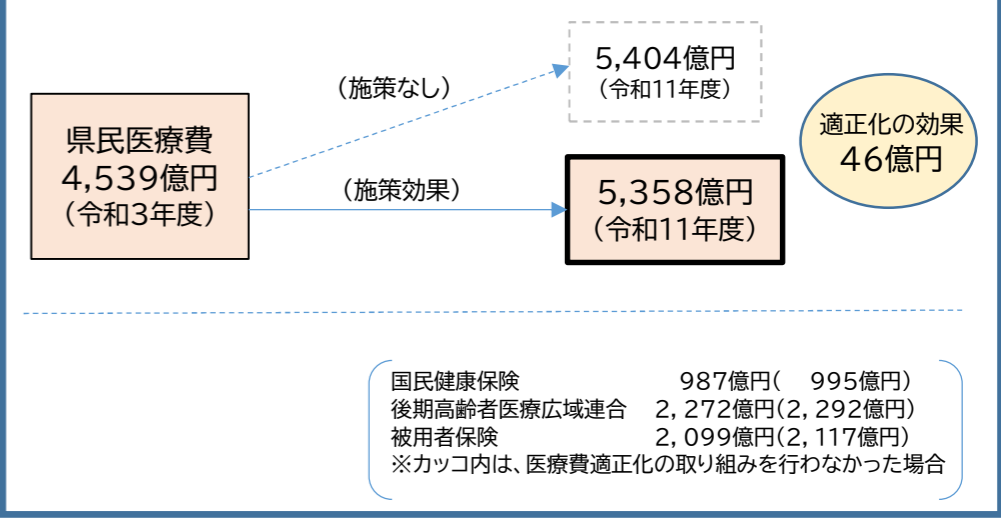 県民医療費
4,539億円
（令和3年度）
（施策なし）
5,404億円
（令和11年度）
（施策効果）
5,358億円
（令和11年度）
適正化の効果
46億円
国民健康保険　987億円(　995億円)
後期高齢者医療広域連合　2,272億円(2,292億円)
被用者保険　2,099億円(2,117億円)
※カッコ内は、医療費適正化の取り組みを行わなかった場合